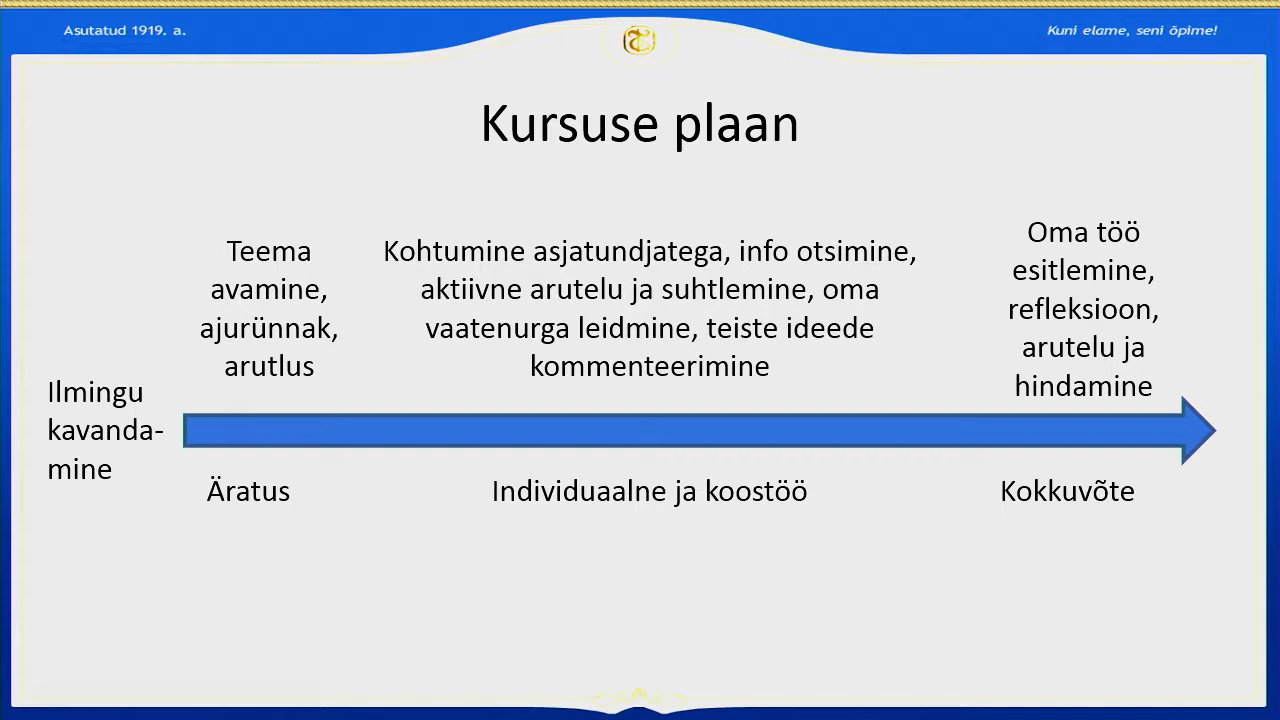 Asutatud 1919. a.
Kuni elame, seni õpime!
Kursuse plaan
Teema
avamine,
ajurünnak,
arutlus
Kohtumine asjatundjatega, info otsimine,
aktiivne arutelu ja suhtlemine, oma
vaatenurga leidmine, teiste ideede
kommenteerimine
Oma töö
esitlemine,
refleksioon,
arutelu ja
hindamine
Ilmingu
kavanda-
mine
Äratus
Individuaalne ja koostöö
Kokkuvõte